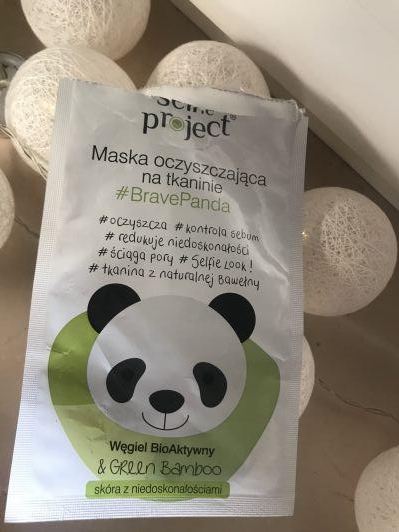 project®
Maska oczyszczająca
na tkaninie
#BravePanda
#oczyszcza #kontrola sebum
# redukuje niedoskonałości
# ściąga pory # Selfie Look!
# tkanina z naturalnej bawełny
Węgiel BioAktywny
& GReen Bamboo
skóra z niedoskonałościami